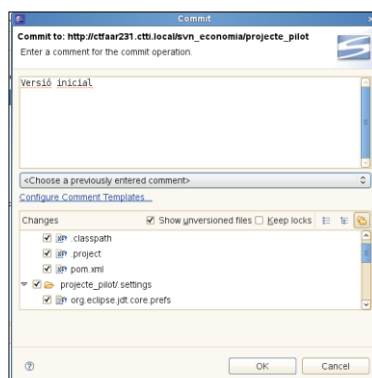 Commit
Commit to: http://ctfaar231.ctti.local/svn_economia/projecte_pilot
Enter a comment for the commit operation.
Versió inicial
<Choose a previously entered comment>
Configure Comment Templates...
Changes
Show unversioned files
Keep locks
.classpath
.project
pom.xml
projecte_pilot/.settings
org.eclipse.jdt.core.prefs
OK
Cancel